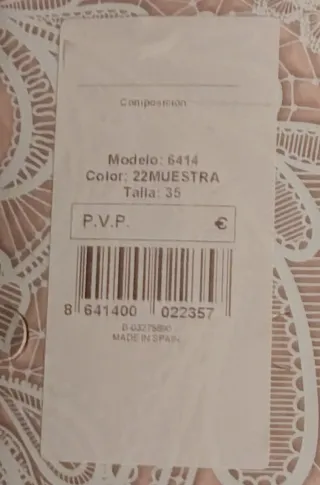 Composición
Modelo: 6414
Color: 22MUESTRA
Talla: 35
P.V.P. €
8 641400 022357
MADE IN SPAIN